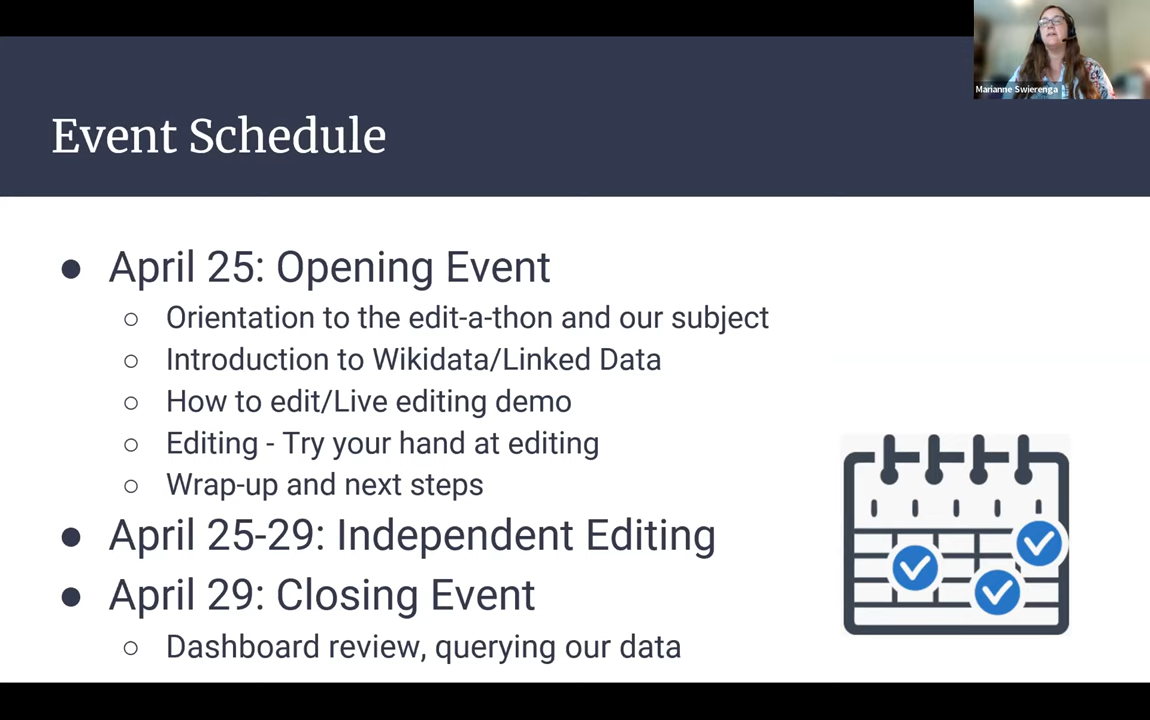 Marianne Swierenga
Event Schedule
● April 25: Opening Event
○ Orientation to the edit-a-thon and our subject
○ Introduction to Wikidata/Linked Data
○ How to edit/Live editing demo
○ Editing - Try your hand at editing
○ Wrap-up and next steps
● April 25-29: Independent Editing
● April 29: Closing Event
○ Dashboard review, querying our data